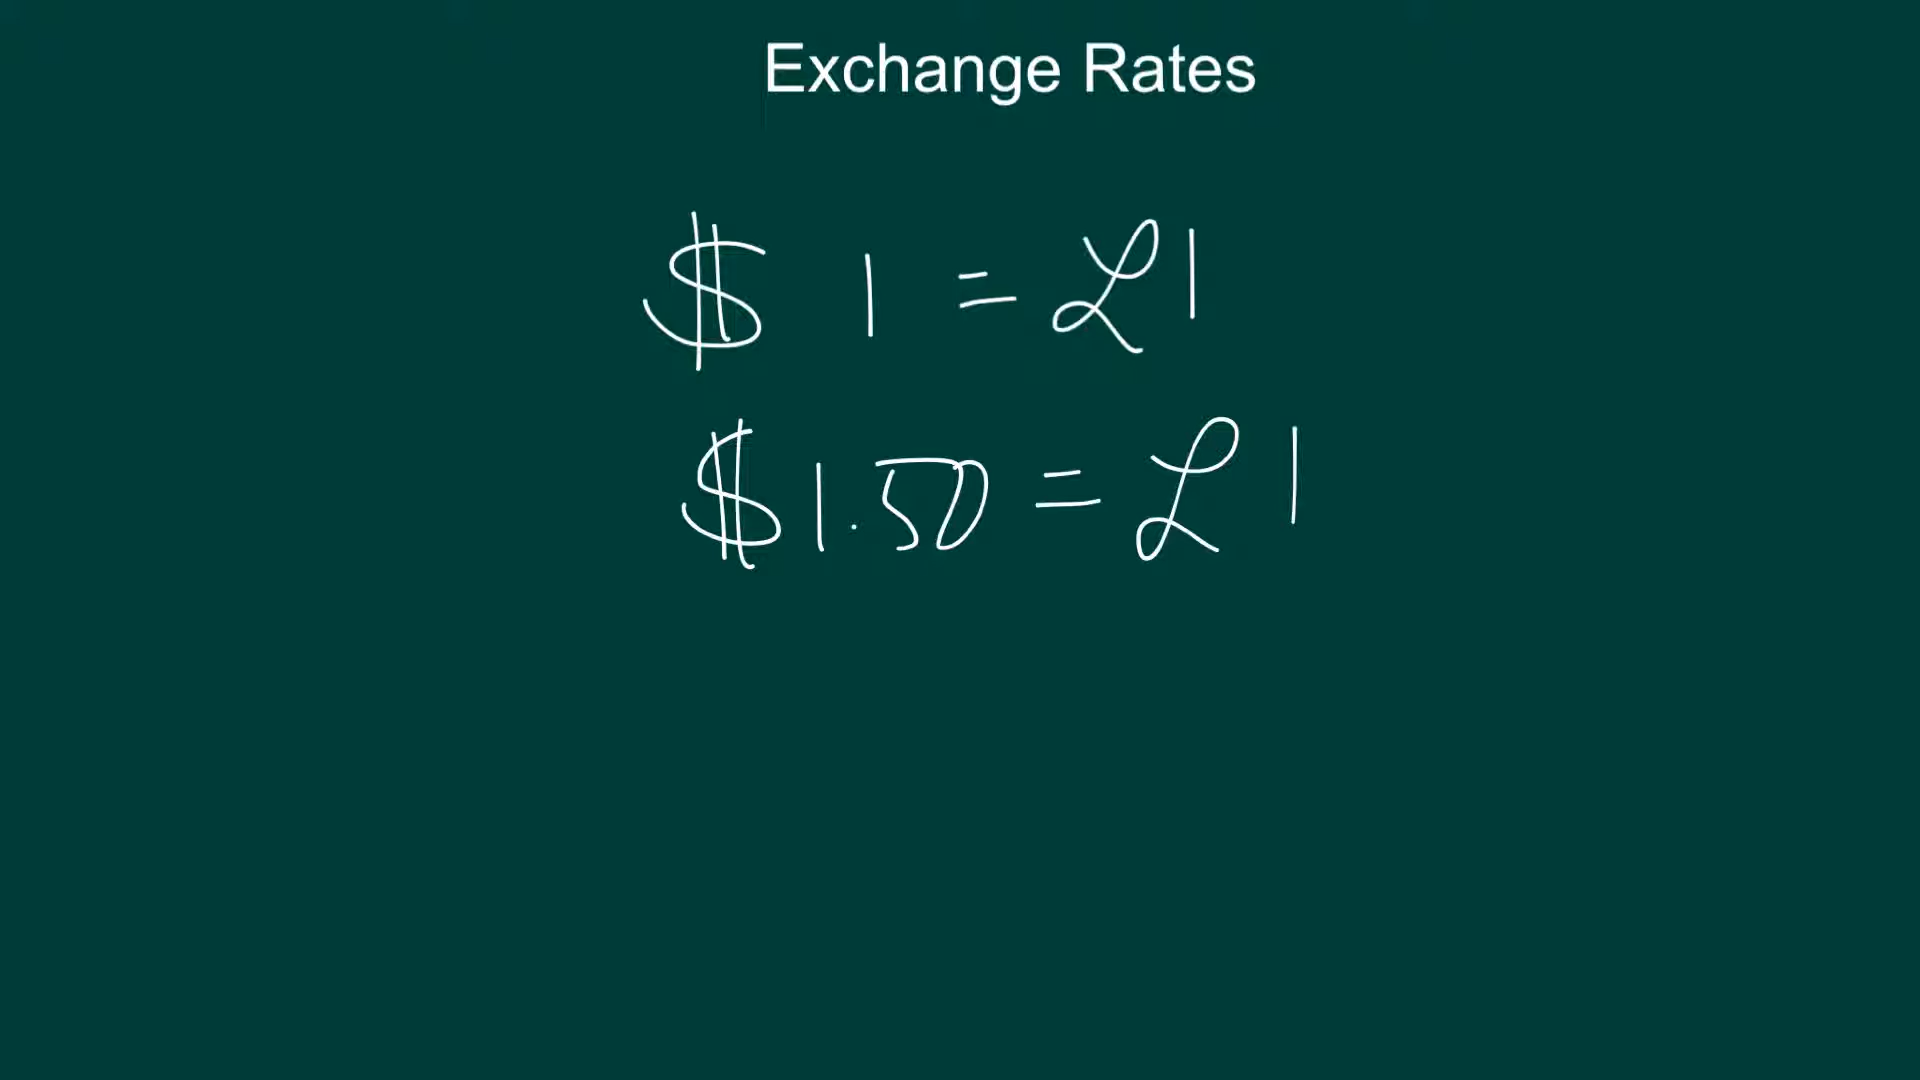 Exchange Rates
$ 1 = £1
$1.50 = £1